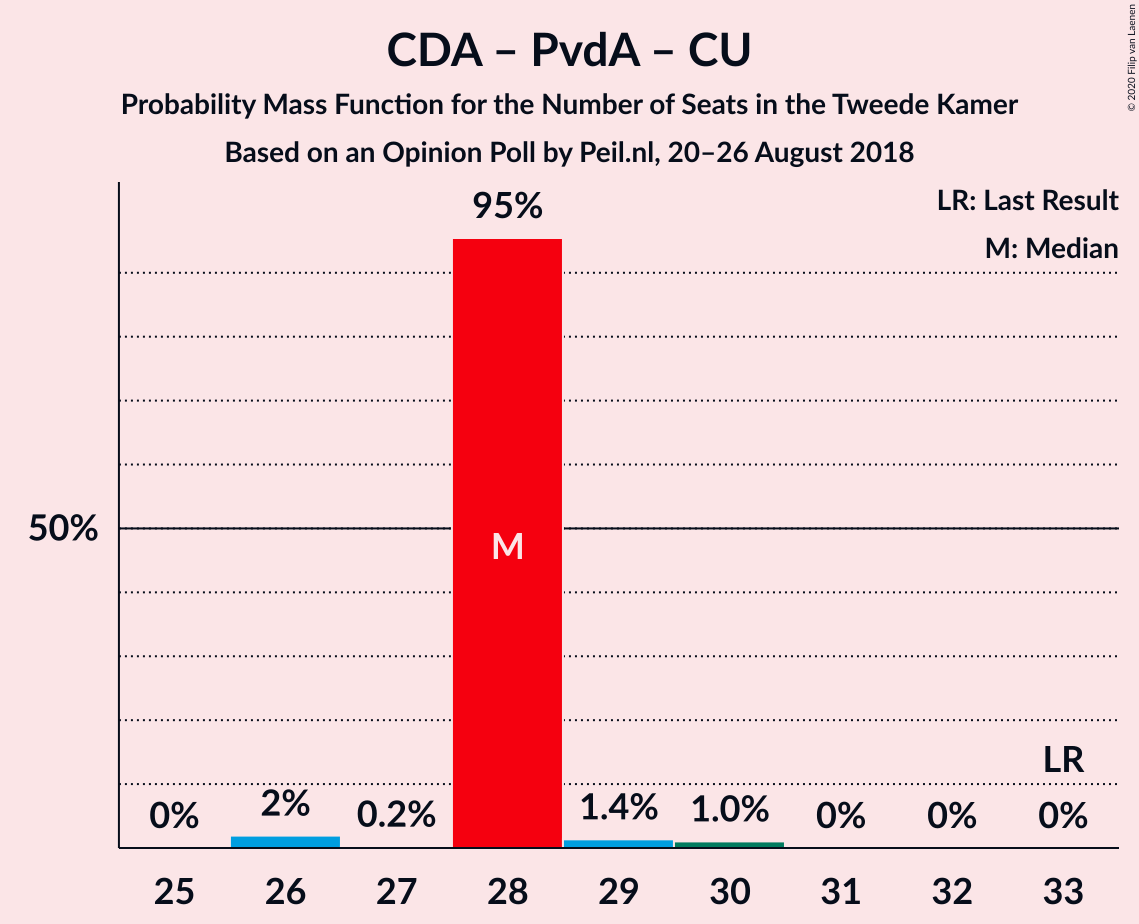 CDA – PvdA – CU
Probability Mass Function for the Number of Seats in the Tweede Kamer
Based on an Opinion Poll by Peil.nl, 20–26 August 2018
© 2020 Filip van Laenen
LR: Last Result
M: Median
95%
50%
M
LR
0%
2%
0.2%
1.4%
1.0%
0%
0%
0%
25
26
27
28
29
30
31
32
33